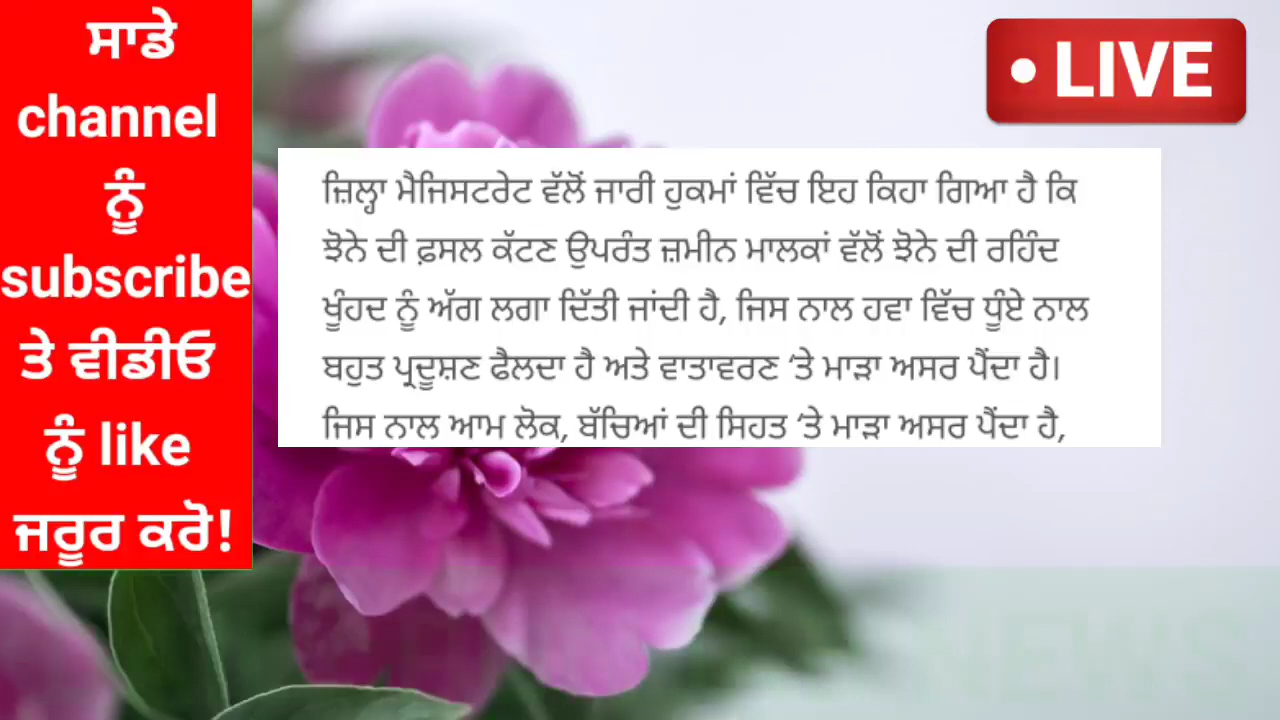 ਸਾਡੇ
channel
ਨੂੰ
subscribe
ਤੇ ਵੀਡੀਓ
ਨੂੰ like
ਜਰੂਰ ਕਰੋ!
• LIVE
ਜ਼ਿਲ੍ਹਾ ਮੈਜਿਸਟਰੇਟ ਵੱਲੋਂ ਜਾਰੀ ਹੁਕਮਾਂ ਵਿੱਚ ਇਹ ਕਿਹਾ ਗਿਆ ਹੈ ਕਿ
ਝੋਨੇ ਦੀ ਫ਼ਸਲ ਕੱਟਣ ਉਪਰੰਤ ਜ਼ਮੀਨ ਮਾਲਕਾਂ ਵੱਲੋਂ ਝੋਨੇ ਦੀ ਰਹਿੰਦ
ਖੂੰਹਦ ਨੂੰ ਅੱਗ ਲਗਾ ਦਿੱਤੀ ਜਾਂਦੀ ਹੈ, ਜਿਸ ਨਾਲ ਹਵਾ ਵਿੱਚ ਧੂੰਏ ਨਾਲ
ਬਹੁਤ ਪ੍ਰਦੂਸ਼ਣ ਫੈਲਦਾ ਹੈ ਅਤੇ ਵਾਤਾਵਰਣ ‘ਤੇ ਮਾੜਾ ਅਸਰ ਪੈਂਦਾ ਹੈ।
ਜਿਸ ਨਾਲ ਆਮ ਲੋਕ, ਬੱਚਿਆਂ ਦੀ ਸਿਹਤ ‘ਤੇ ਮਾੜਾ ਅਸਰ ਪੈਂਦਾ ਹੈ,
NEWS